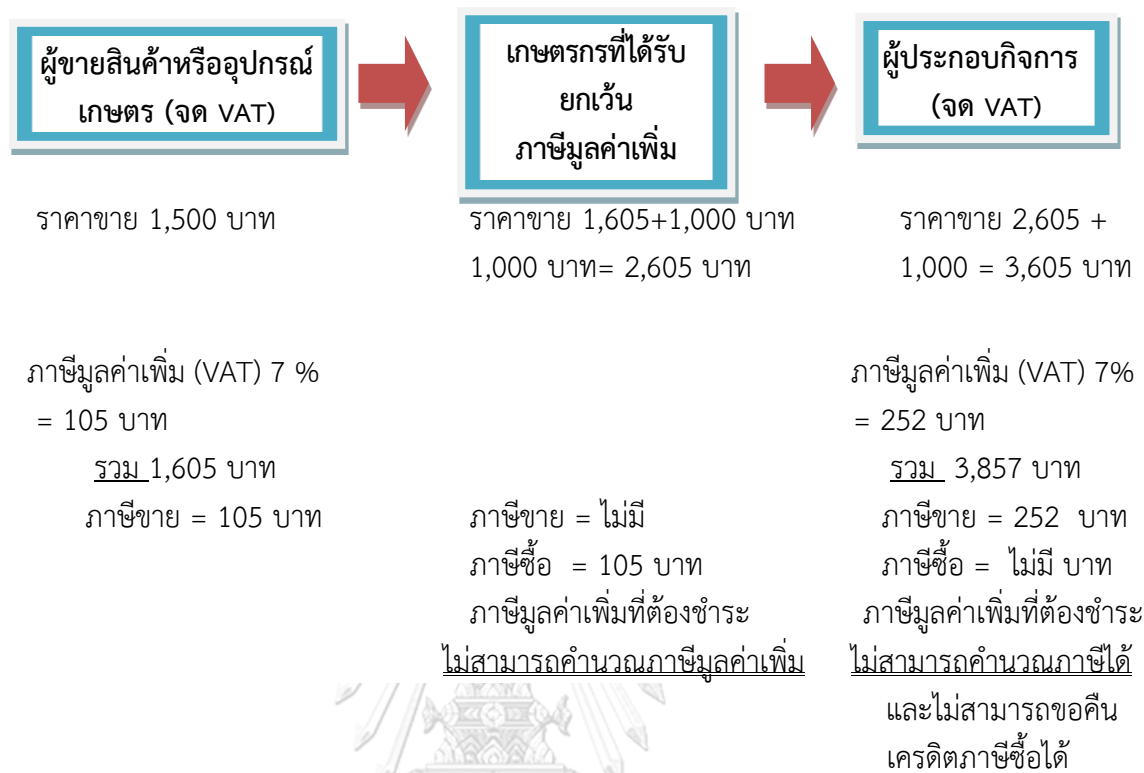 ผู้ขายสินค้าหรืออุปกรณ์
เกษตร (จด VAT)
เกษตรกรที่ได้รับ
ยกเว้น
ภาษีมูลค่าเพิ่ม
ผู้ประกอบกิจการ
(จด VAT)
ราคาขาย 1,500 บาท
ราคาขาย 1,605+1,000 บาท
1,000 บาท= 2,605 บาท
ราคาขาย 2,605 +
1,000 = 3,605 บาท
ภาษีมูลค่าเพิ่ม (VAT) 7 %
= 105 บาท
รวม 1,605 บาท
ภาษีขาย = 105 บาท
ภาษีขาย = ไม่มี
ภาษีซื้อ = 105 บาท
ภาษีมูลค่าเพิ่มที่ต้องชำระ
ไม่สามารถคำนวณภาษีมูลค่าเพิ่ม
ภาษีมูลค่าเพิ่ม (VAT) 7%
= 252 บาท
รวม 3,857 บาท
ภาษีขาย = 252 บาท
ภาษีซื้อ = ไม่มี บาท
ภาษีมูลค่าเพิ่มที่ต้องชำระ
ไม่สามารถคำนวณภาษีได้
และไม่สามารถขอคืน
เครดิตภาษีซื้อได้